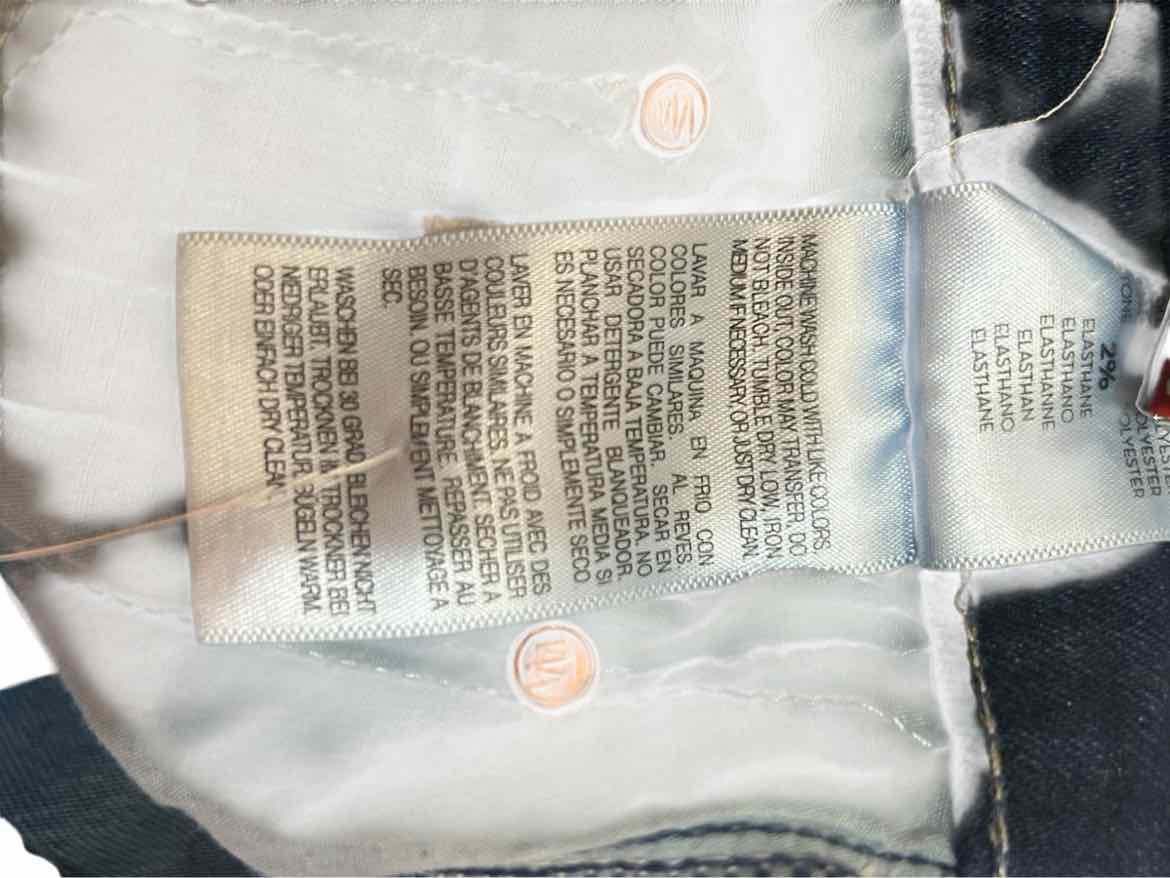 POLYESTER
POLYESTER
2%
ELASTHANE
ELASTHANO
ELASTHANNE
ELASTHAN
ELASTHANO
ELASTHANE
MACHINE WASH COLD WITH LIKE COLORS
INSIDE OUT, COLOR MAY TRANSFER, DO
NOT BLEACH, TUMBLE DRY LOW, IRON
MEDIUM IF NECESSARY OR JUST DRY CLEAN.
LAVAR A MAQUINA EN FRIO CON
COLORES SIMILARES. AL REVES
COLOR PUEDE CAMBIAR. SECAR EN
SECADORA A BAJA TEMPERATURA. NO
USAR DETERGENTE BLANQUEADOR.
PLANCHAR A TEMPERATURA MEDIA SI
ES NECESARIO O SIMPLEMENTE SECO
LAVER EN MACHINE A FROID AVEC DES
COULEURS SIMILAIRES. NE PAS UTILISER
D'AGENTS DE BLANCHIMENT. SECHER A
BASSE TEMPERATURE. REPASSER AU
BESOIN. OU SIMPLEMENT METTOYAGE A
SEC.
WASCHEN BEI 30 GRAD, BLEICHEN NICHT
ERLAUBT, TROCKNEN IM TROCKNER BEI
NIEDRIGER TEMPERATUR, BÜGELN WARM.
ODER EINFACH DRY CLEAN.